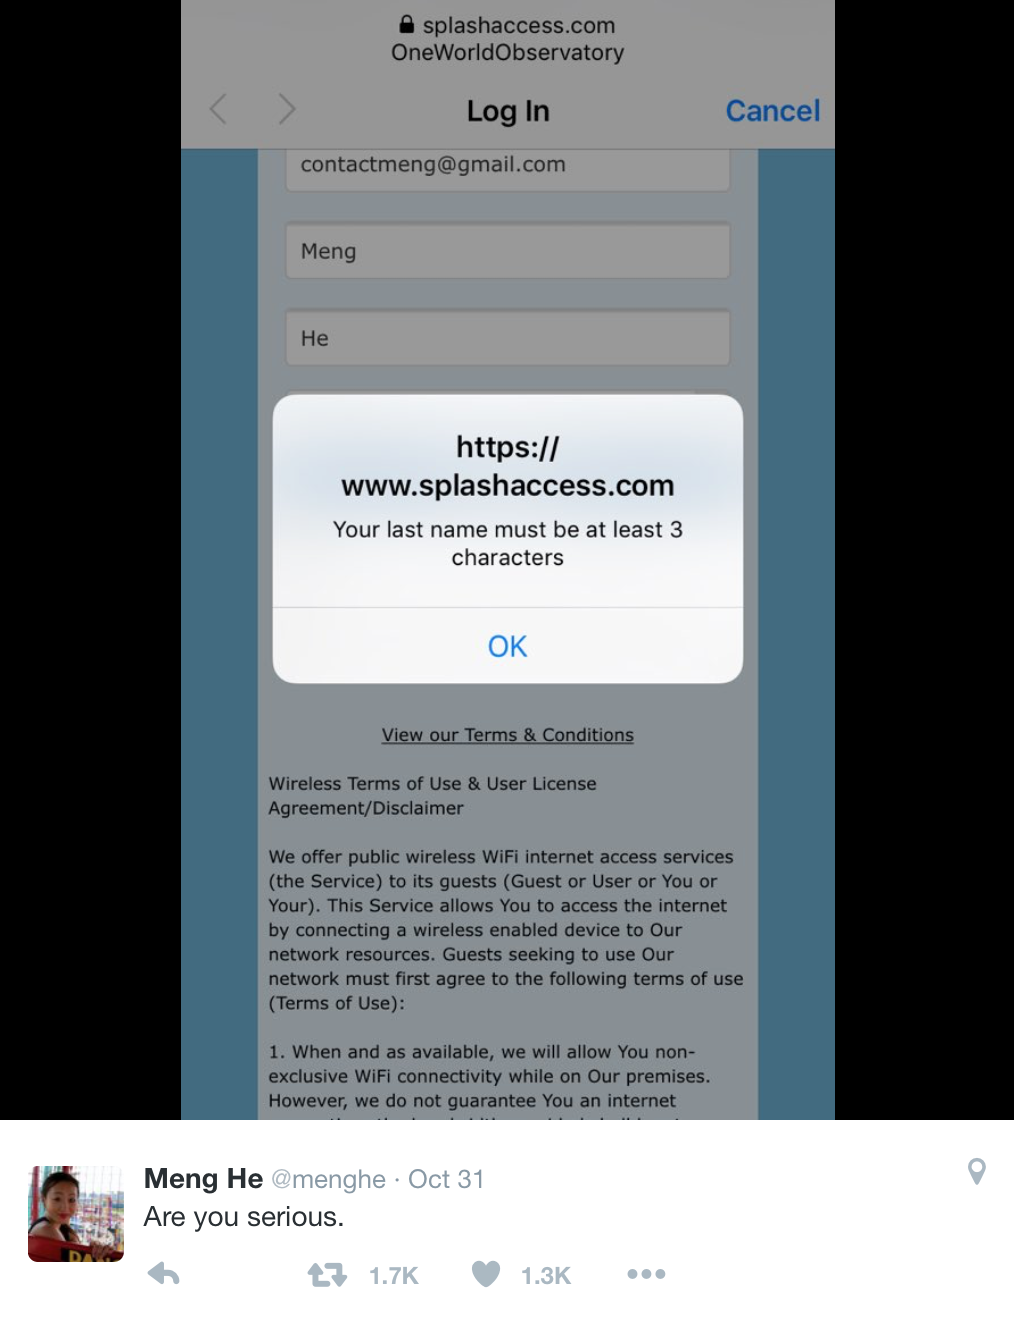 splashaccess.com
OneWorldObservatory
Log In
Cancel
contactmeng@gmail.com
Meng
He
https://
www.splashaccess.com
Your last name must be at least 3
characters
OK
View our Terms & Conditions
Wireless Terms of Use & User License
Agreement/Disclaimer
We offer public wireless WiFi internet access services
(the Service) to its guests (Guest or User or You or
Your). This Service allows You to access the internet
by connecting a wireless enabled device to Our
network resources. Guests seeking to use Our
network must first agree to the following terms of use
(Terms of Use):
1. When and as available, we will allow You non-
exclusive WiFi connectivity while on Our premises.
However, we do not guarantee You an internet
Meng He @menghe · Oct 31
Are you serious.
1.7K 1.3K